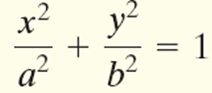 x²/a² + y²/b² = 1